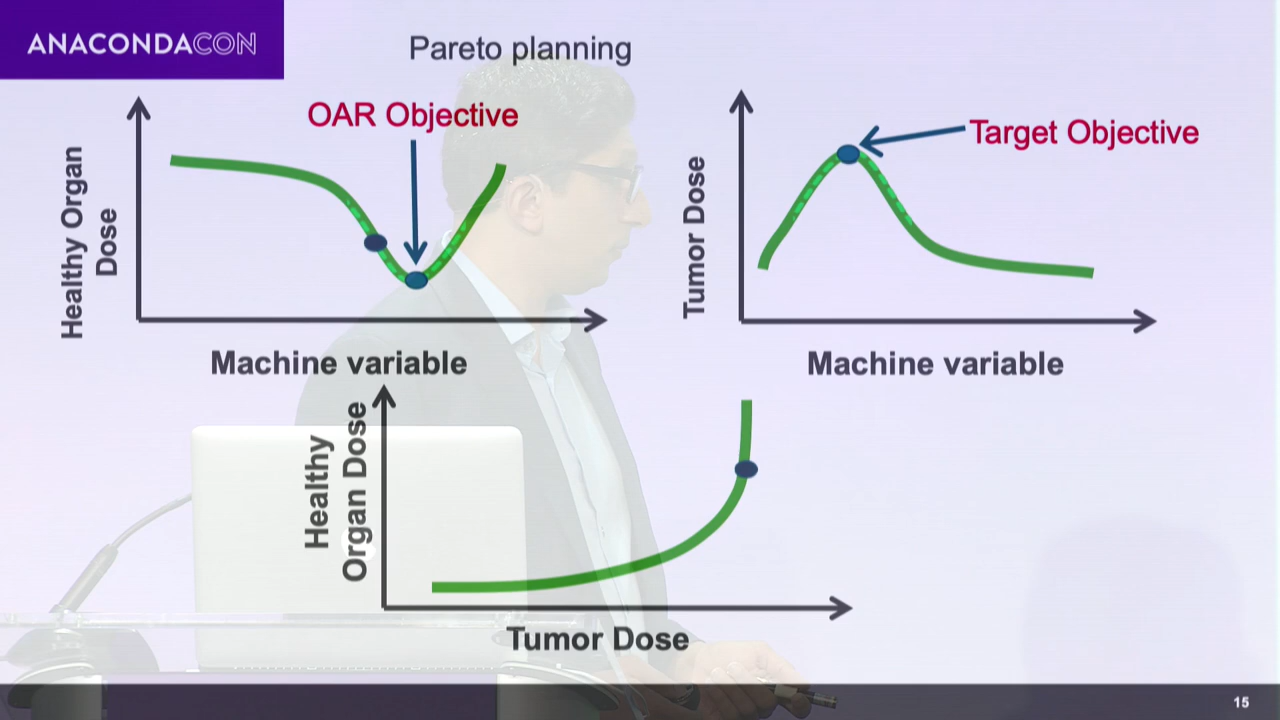 ANACONDACON
Pareto planning
OAR Objective
Healthy Organ
Dose
Machine variable
Target Objective
Tumor Dose
Machine variable
Healthy
Organ Dose
Tumor Dose
15